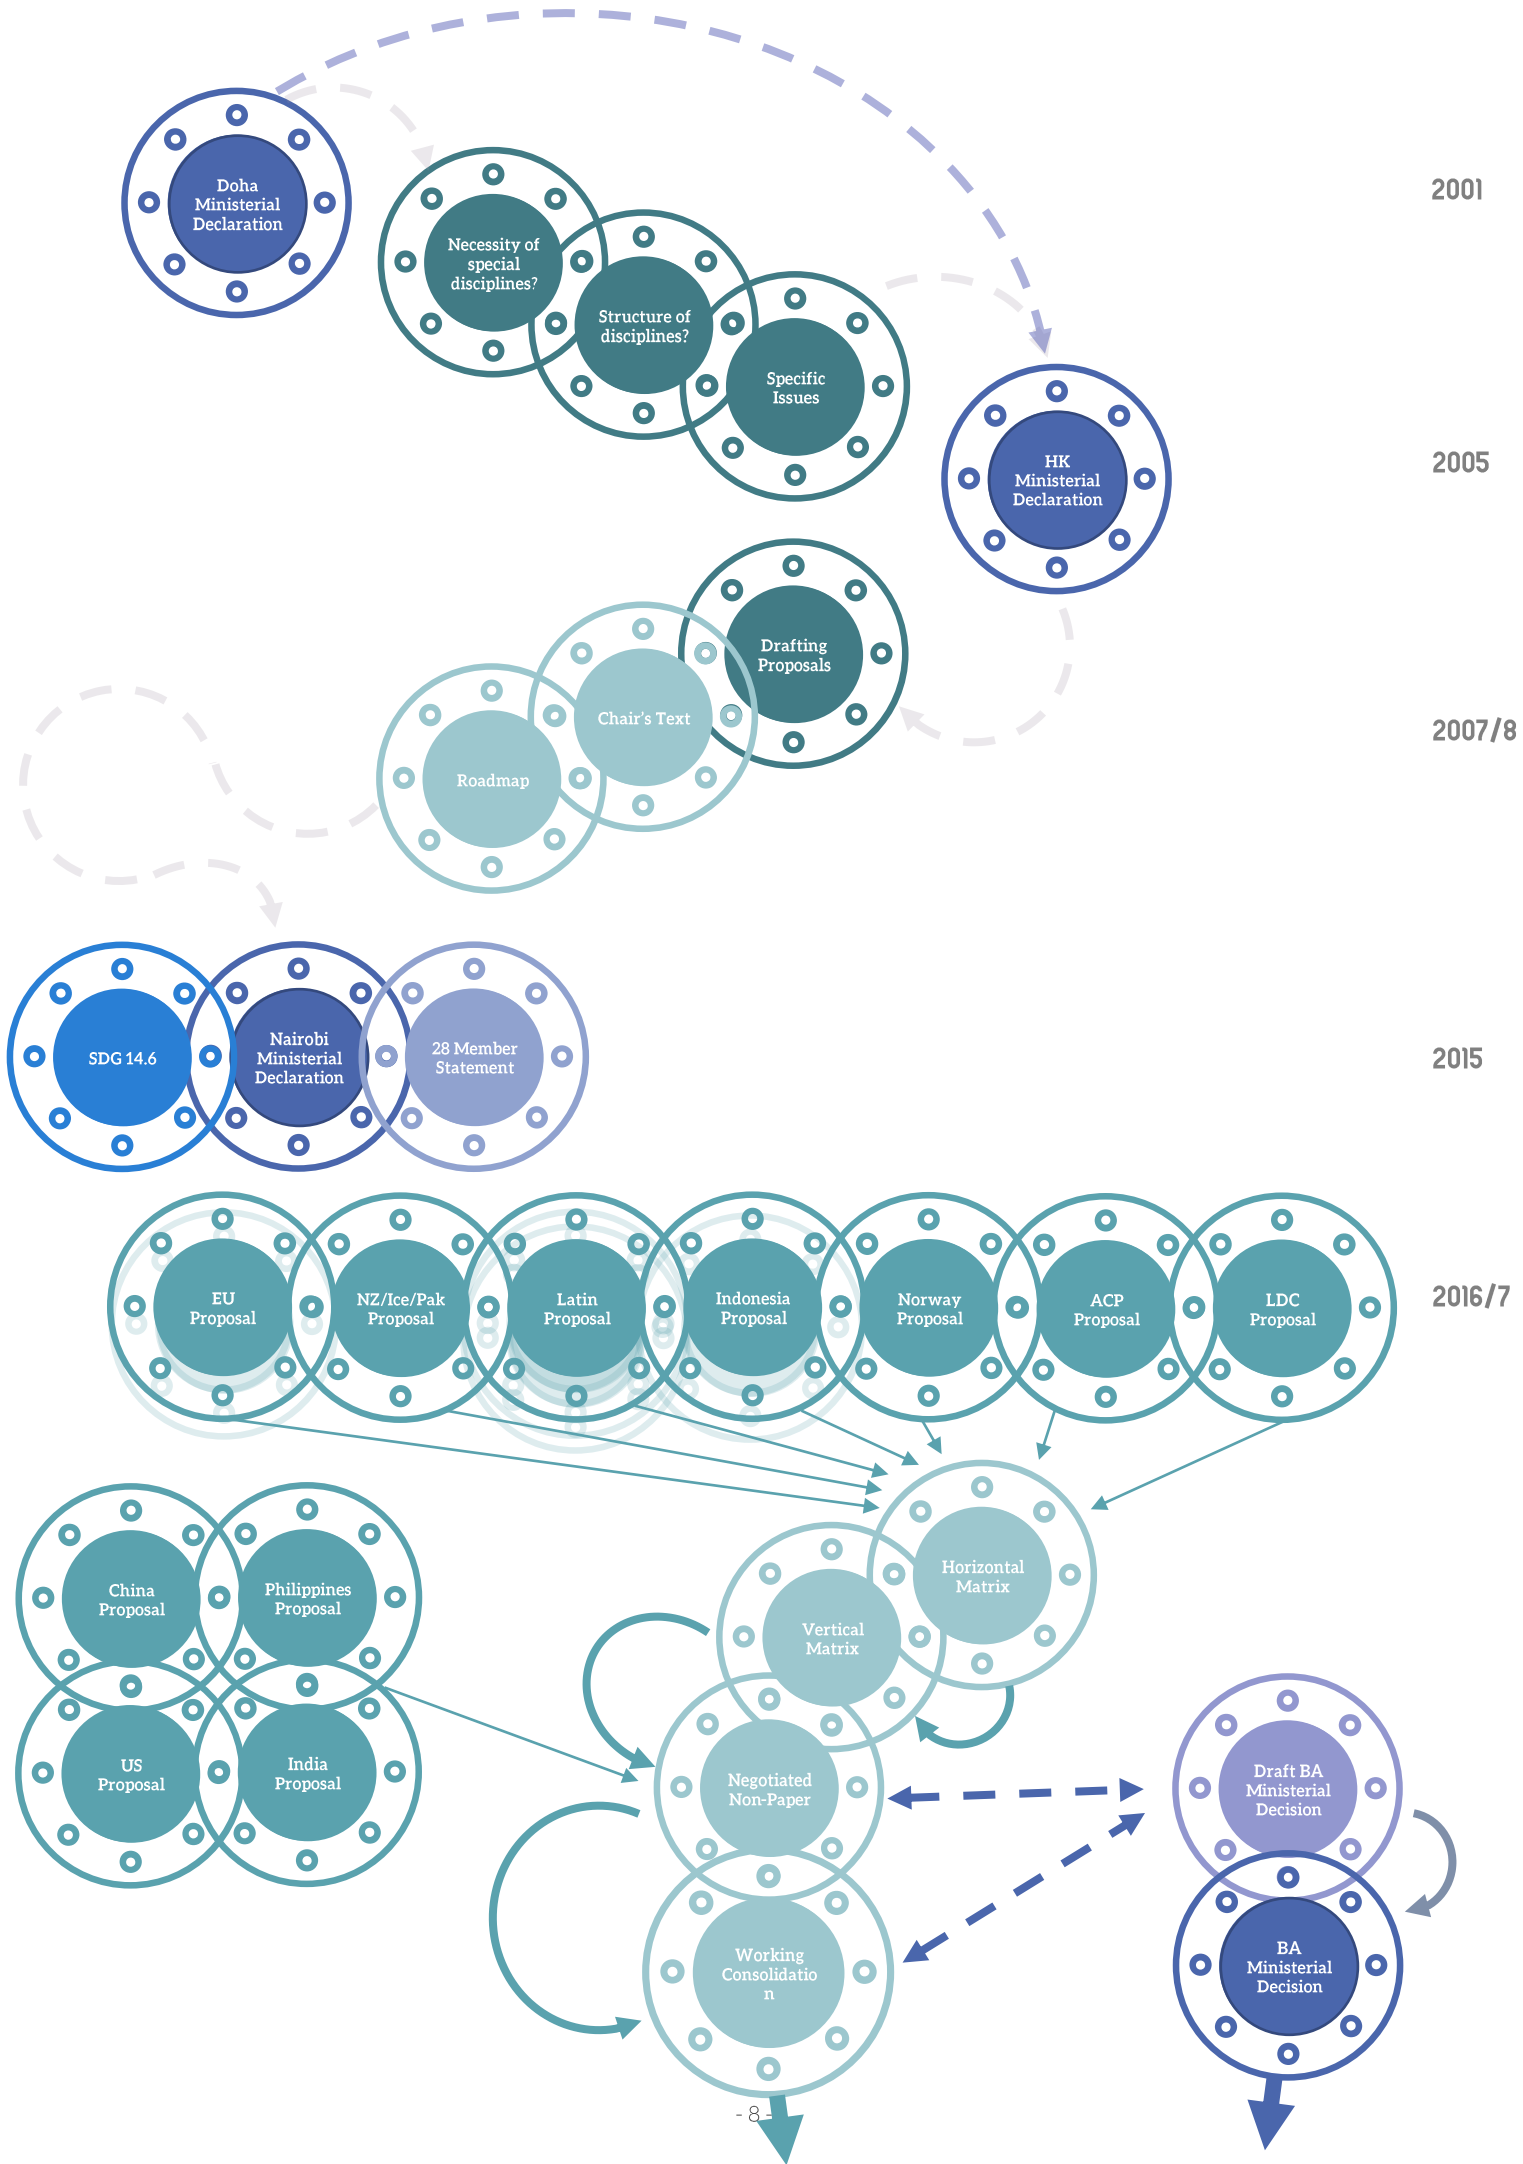 Doha
Ministerial
Declaration
2001
Necessity of
special
disciplines?
Structure of
disciplines?
Specific
Issues
HK
Ministerial
Declaration
2005
Drafting
Proposals
Chair's Text
Roadmap
2007/8
SDG 14.6
Nairobi
Ministerial
Declaration
28 Member
Statement
2015
EU
Proposal
NZ/Ice/Pak
Proposal
Latin
Proposal
Indonesia
Proposal
Norway
Proposal
ACP
Proposal
LDC
Proposal
2016/7
Horizontal
Matrix
Vertical
Matrix
China
Proposal
Philippines
Proposal
US
Proposal
India
Proposal
Negotiated
Non-Paper
Draft BA
Ministerial
Decision
Working
Consolidatio
n
BA
Ministerial
Decision
- 8 -